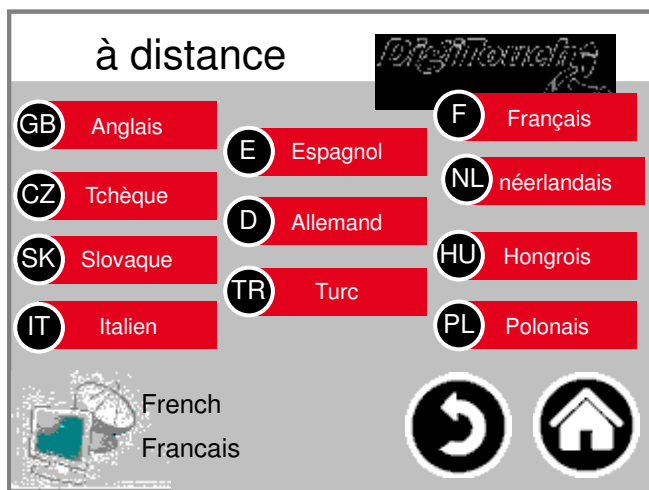 à distance
DigiTouch
GB Anglais
CZ Tchèque
SK Slovaque
IT Italien
E Espagnol
D Allemand
TR Turc
F Français
NL néerlandais
HU Hongrois
PL Polonais
French
Francais